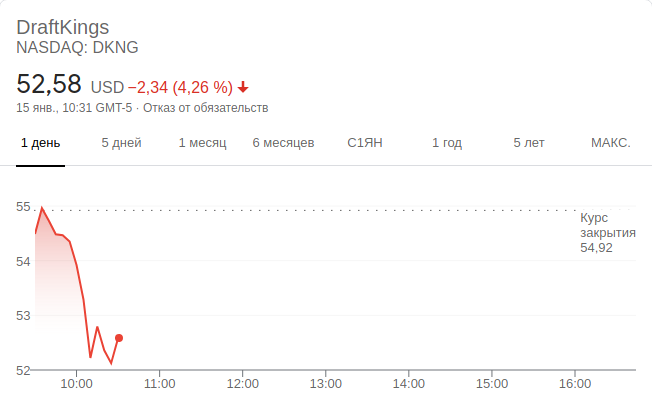 DraftKings
NASDAQ: DKNG
52,58 USD −2,34 (4,26 %)
15 янв., 10:31 GMT-5 · Отказ от обязательств
1 день 5 дней 1 месяц 6 месяцев С1ЯН 1 год 5 лет МАКС.
55
Курс
закрытия
54,92
54
53
52
10:00 11:00 12:00 13:00 14:00 15:00 16:00